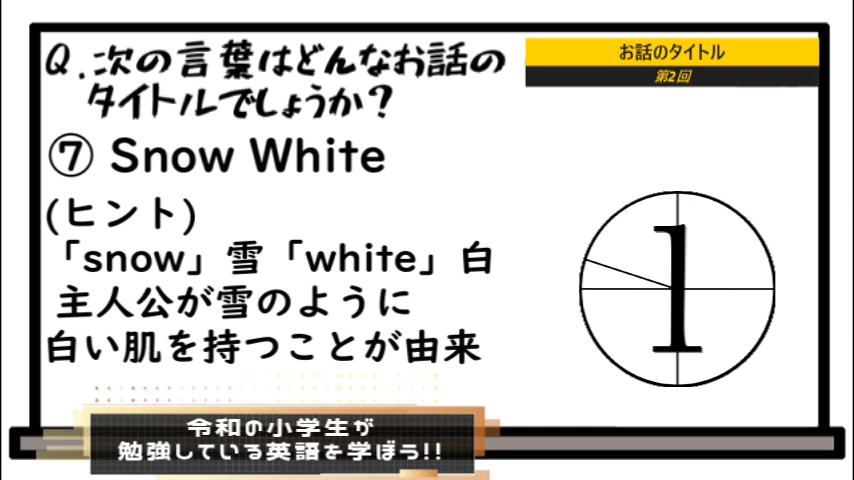 Q.次の言葉はどんなお話の
タイトルでしょうか?
お話のタイトル
第2回
⑦ Snow White
(ヒント)
「snow」雪「white」白
主人公が雪のように
白い肌を持つことが由来
1
令和の小学生が
勉強している英語を学ぼう!!